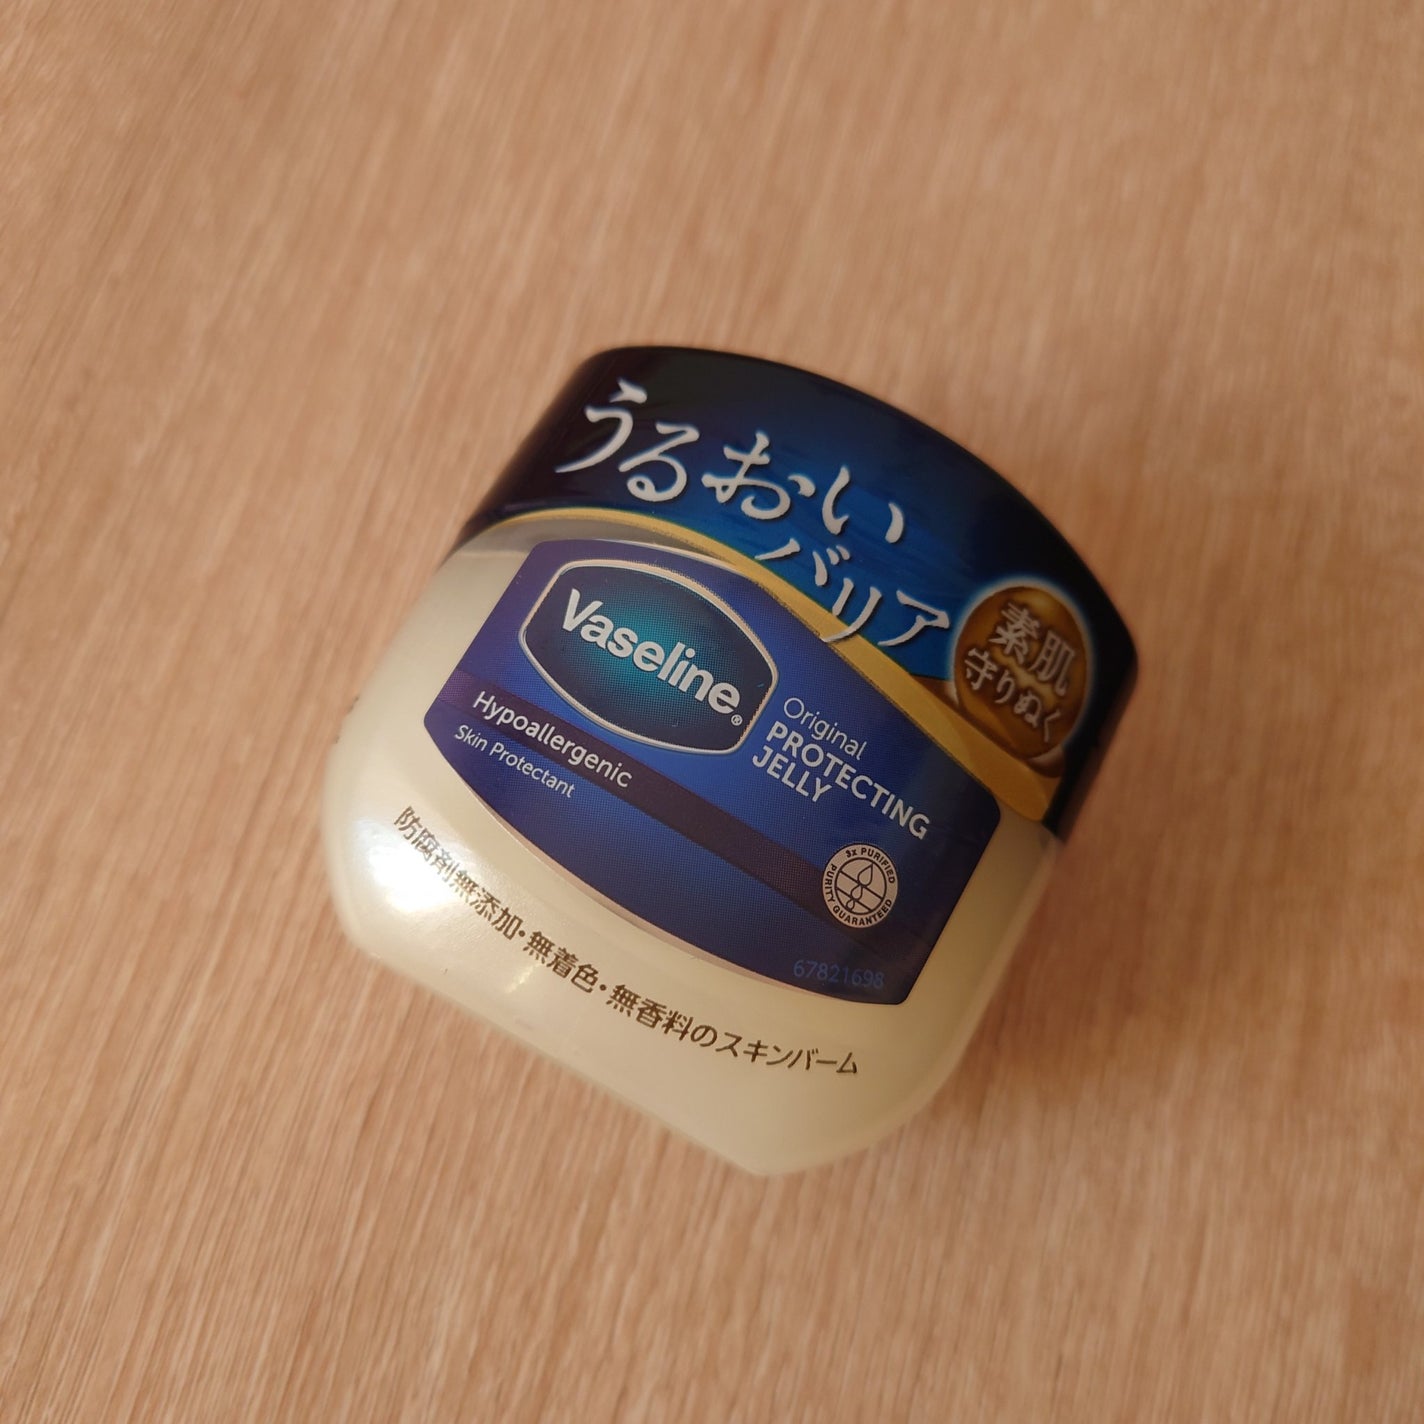 うるおい
バリア
素肌
守りぬく
Vaseline®
Original
PROTECTING
JELLY
Hypoallergenic
Skin Protectant
3x PURIFIED
PURITY GUARANTEED
67821698
防腐剤無添加・無着色・無香料のスキンバーム